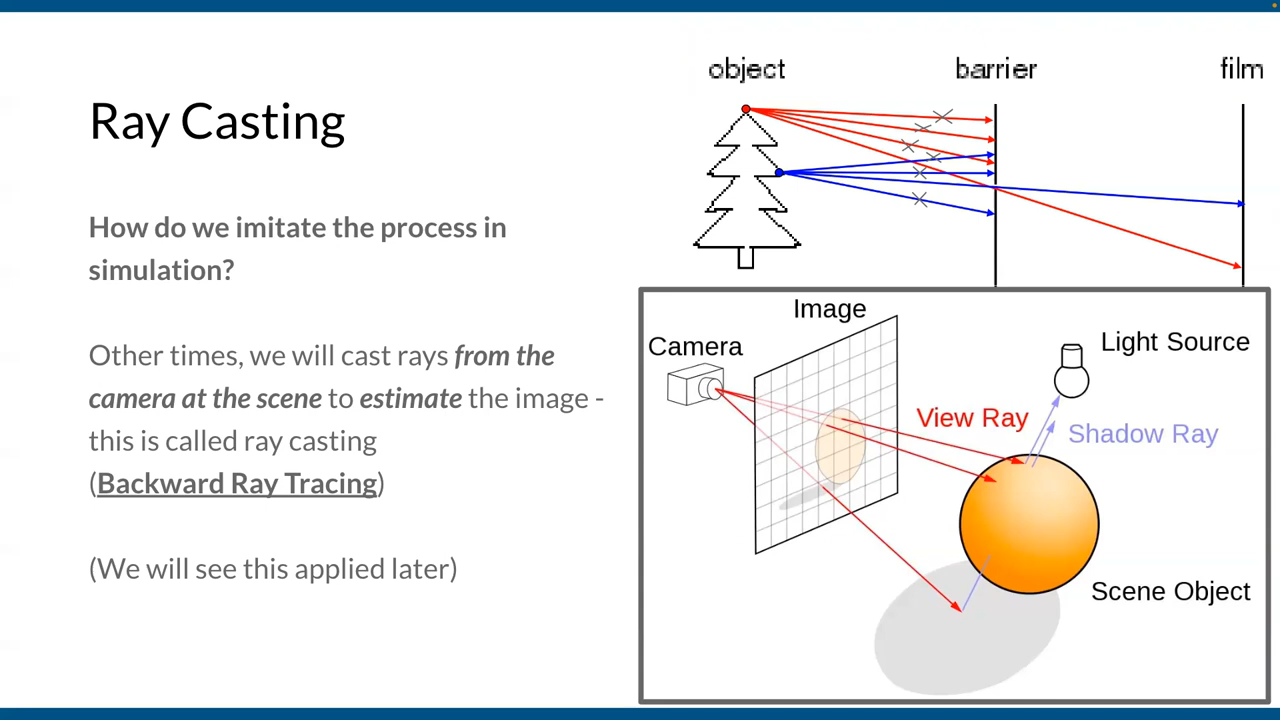 Ray Casting
How do we imitate the process in
simulation?
Other times, we will cast rays from the
camera at the scene to estimate the image -
this is called ray casting
(Backward Ray Tracing)
(We will see this applied later)
object
barrier
film
Image
Camera
Light Source
View Ray
Shadow Ray
Scene Object